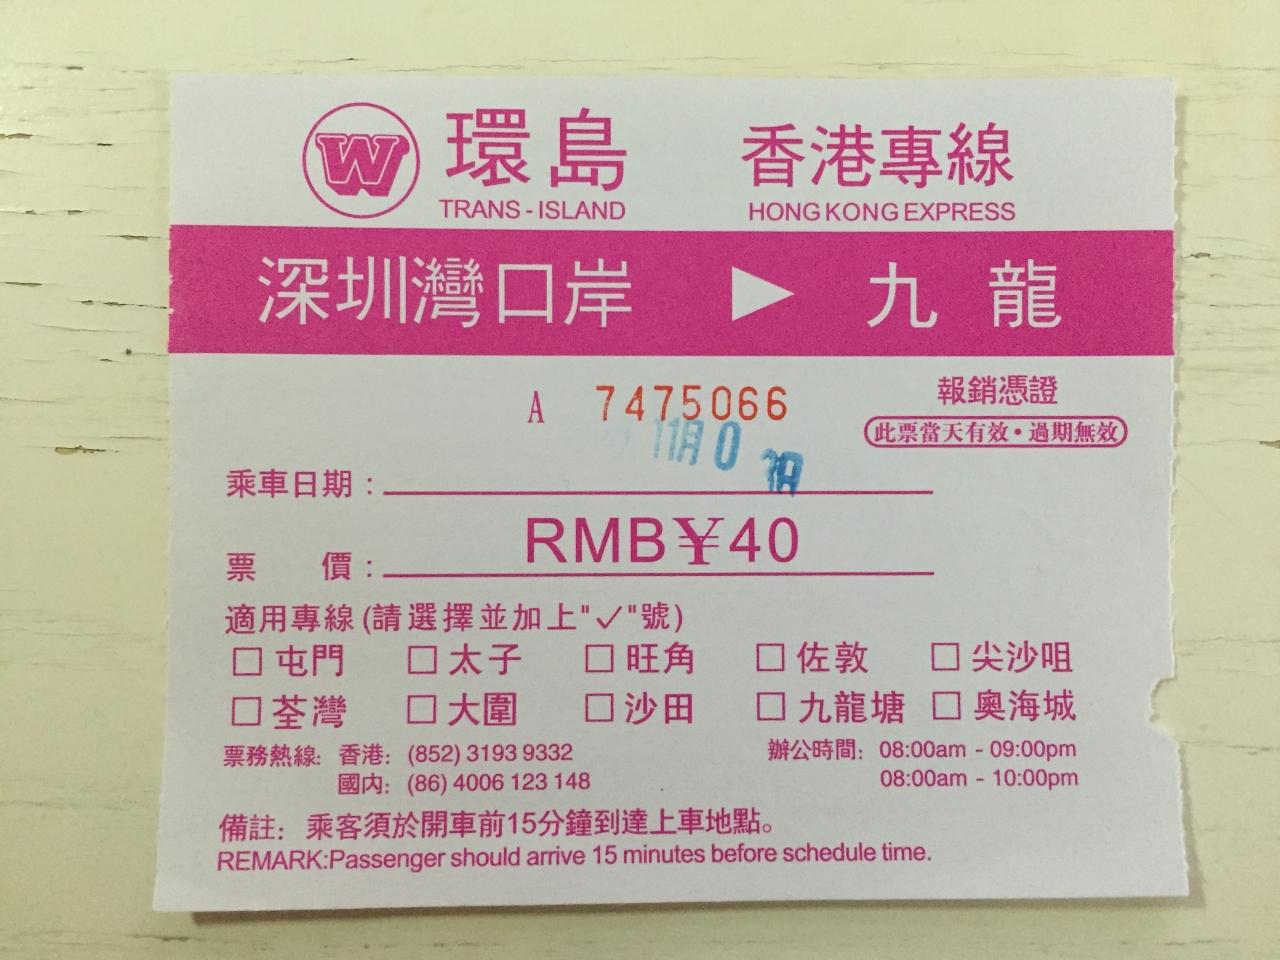 W 環島 香港專線
TRANS-ISLAND HONG KONG EXPRESS
深圳灣口岸 ▶ 九龍
A 7475066
報銷憑證
此票當天有效・過期無效
11月0
乘車日期：
票價： RMB¥40
適用專線(請選擇並加上"✓"號)
□ 屯門 □ 太子 □ 旺角 □ 佐敦 □ 尖沙咀
□ 荃灣 □ 大圍 □ 沙田 □ 九龍塘 □ 奧海城
票務熱線：香港：(852) 3193 9332 辦公時間：08:00am - 09:00pm
國內：(86) 4006 123 148 08:00am - 10:00pm
備註：乘客須於開車前15分鐘到達上車地點。
REMARK:Passenger should arrive 15 minutes before schedule time.